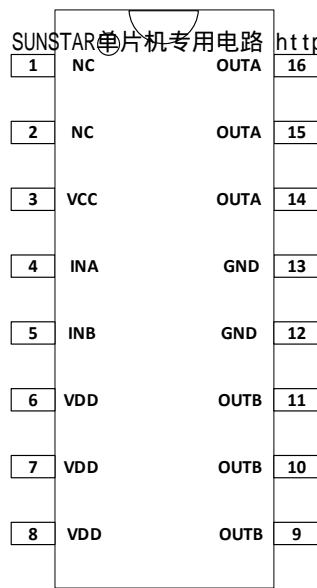 SUNSTAR单片机专用电路 http
1 NC OUTA 16
2 NC OUTA 15
3 VCC OUTA 14
4 INA GND 13
5 INB GND 12
6 VDD OUTB 11
7 VDD OUTB 10
8 VDD OUTB 9